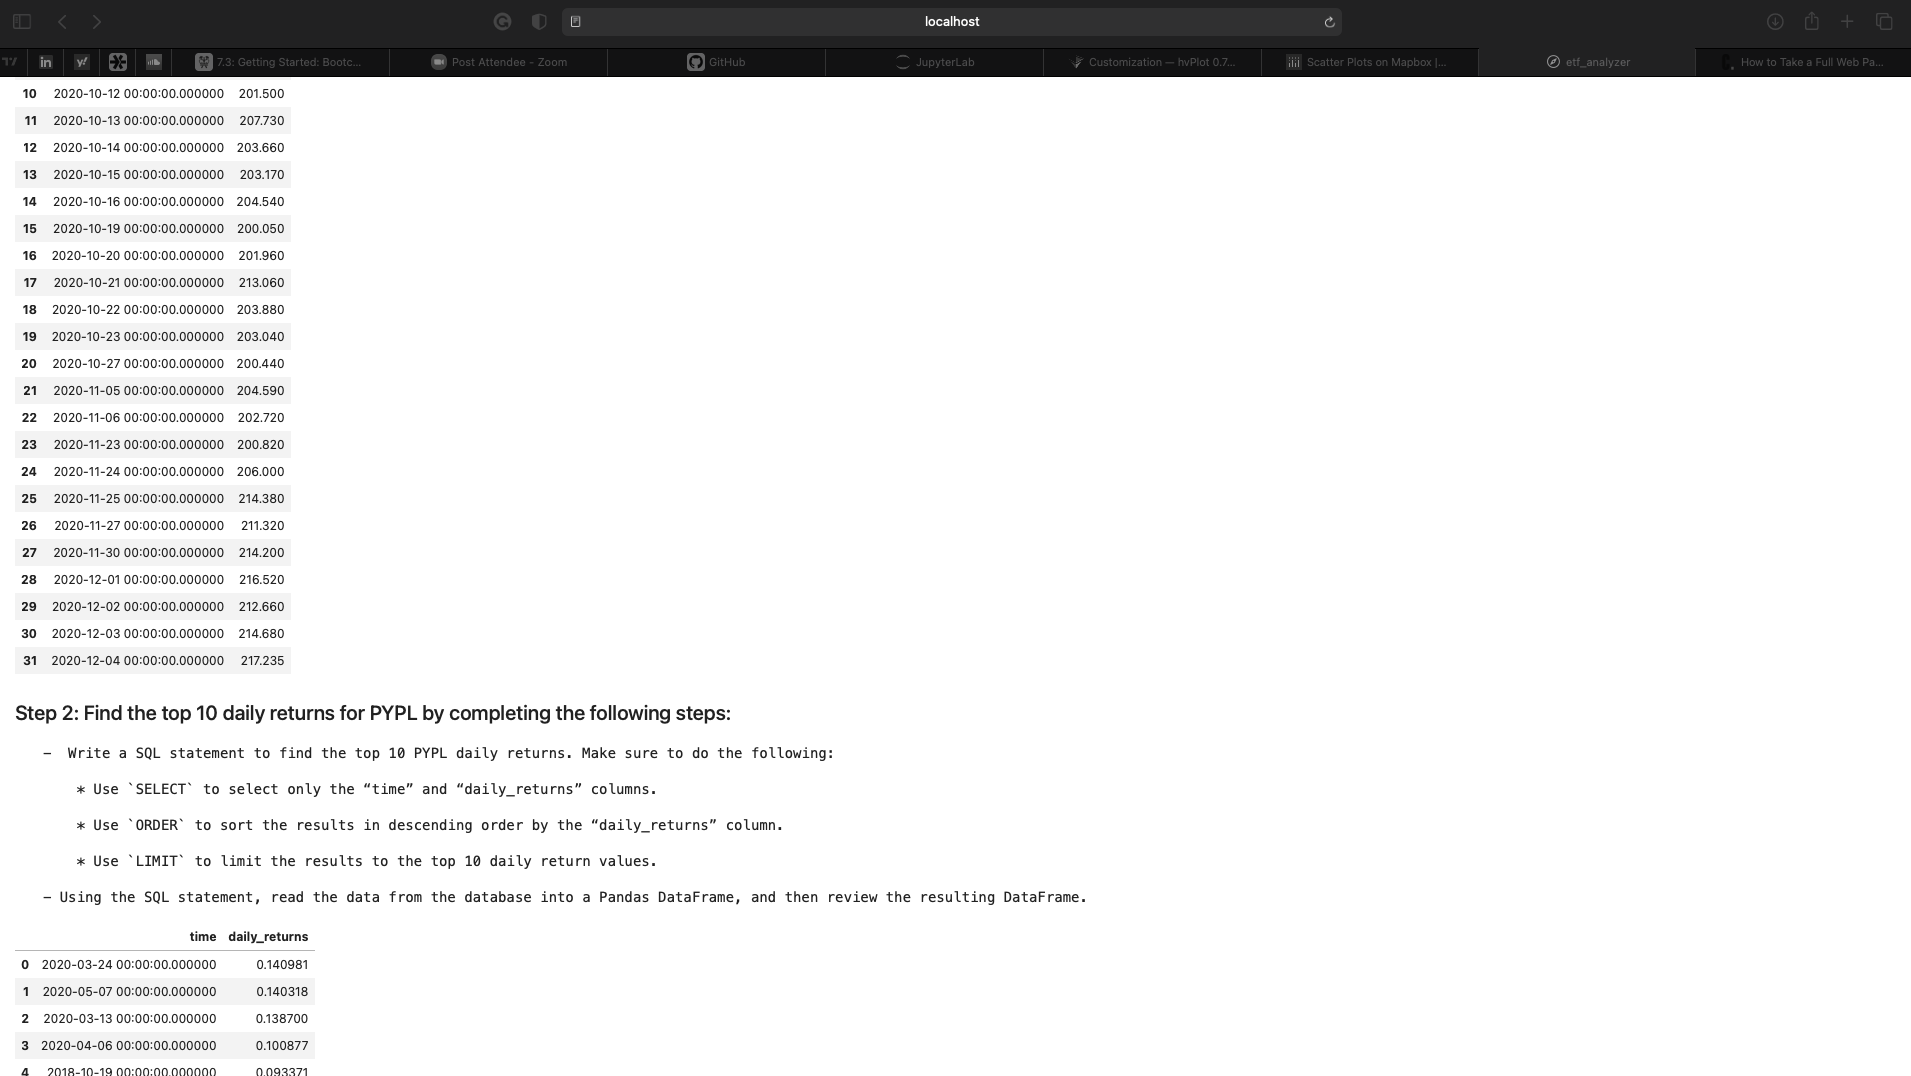 localhost
7.3: Getting Started: Bootc...
Post Attendee - Zoom
GitHub
JupyterLab
Customization — hvPlot 0.7...
Scatter Plots on Mapbox |...
etf_analyzer
How to Take a Full Web Pa...
10 2020-10-12 00:00:00.000000 201.500
11 2020-10-13 00:00:00.000000 207.730
12 2020-10-14 00:00:00.000000 203.660
13 2020-10-15 00:00:00.000000 203.170
14 2020-10-16 00:00:00.000000 204.540
15 2020-10-19 00:00:00.000000 200.050
16 2020-10-20 00:00:00.000000 201.960
17 2020-10-21 00:00:00.000000 213.060
18 2020-10-22 00:00:00.000000 203.880
19 2020-10-23 00:00:00.000000 203.040
20 2020-10-27 00:00:00.000000 200.440
21 2020-11-05 00:00:00.000000 204.590
22 2020-11-06 00:00:00.000000 202.720
23 2020-11-23 00:00:00.000000 200.820
24 2020-11-24 00:00:00.000000 206.000
25 2020-11-25 00:00:00.000000 214.380
26 2020-11-27 00:00:00.000000 211.320
27 2020-11-30 00:00:00.000000 214.200
28 2020-12-01 00:00:00.000000 216.520
29 2020-12-02 00:00:00.000000 212.660
30 2020-12-03 00:00:00.000000 214.680
31 2020-12-04 00:00:00.000000 217.235
Step 2: Find the top 10 daily returns for PYPL by completing the following steps:
– Write a SQL statement to find the top 10 PYPL daily returns. Make sure to do the following:
* Use `SELECT` to select only the “time” and “daily_returns” columns.
* Use `ORDER` to sort the results in descending order by the “daily_returns” column.
* Use `LIMIT` to limit the results to the top 10 daily return values.
– Using the SQL statement, read the data from the database into a Pandas DataFrame, and then review the resulting DataFrame.
time daily_returns
0 2020-03-24 00:00:00.000000 0.140981
1 2020-05-07 00:00:00.000000 0.140318
2 2020-03-13 00:00:00.000000 0.138700
3 2020-04-06 00:00:00.000000 0.100877
4 2018-10-19 00:00:00.000000 0.093371